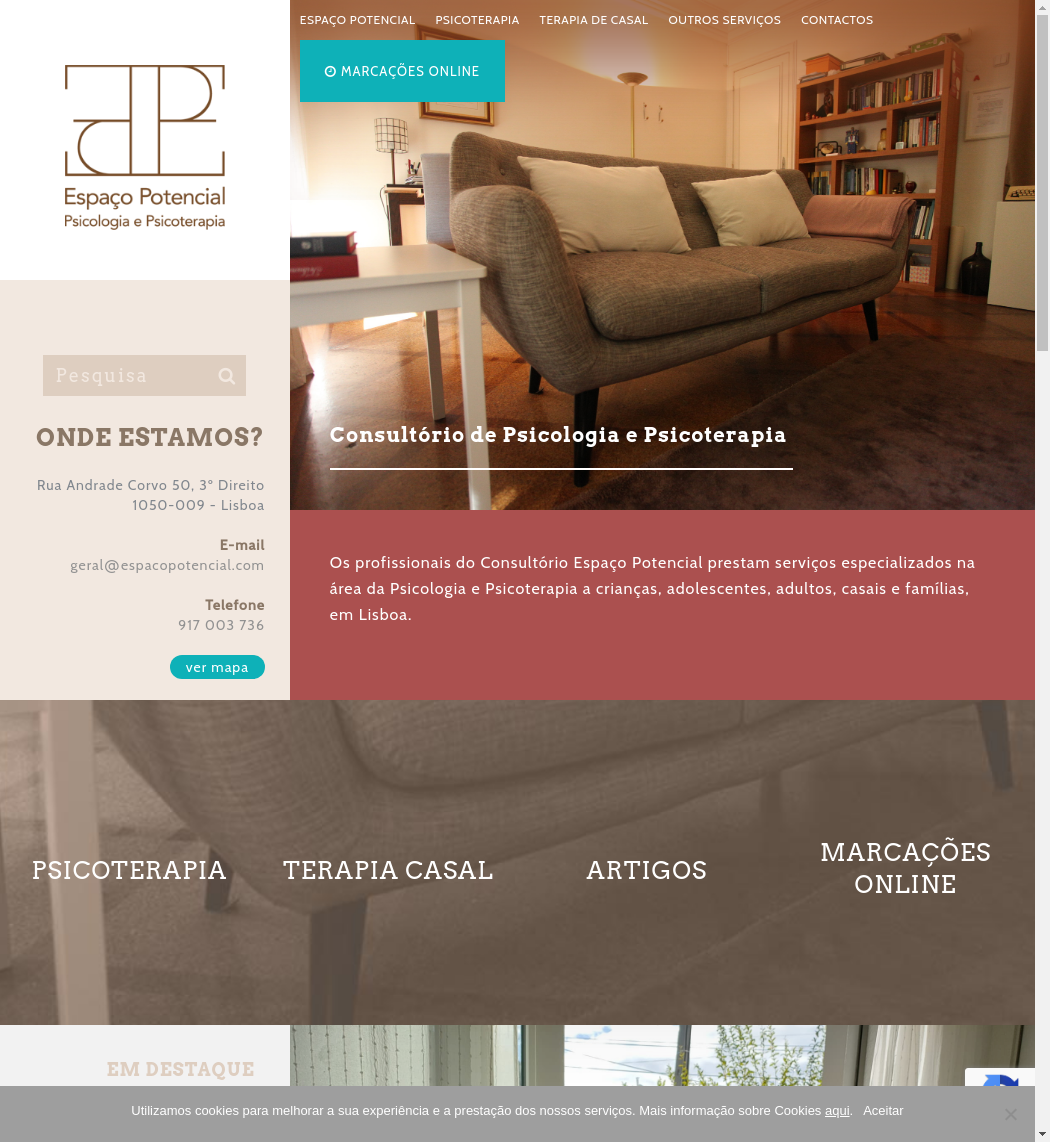 Espaço Potencial
Psicologia e Psicoterapia
ESPAÇO POTENCIAL PSICOTERAPIA TERAPIA DE CASAL OUTROS SERVIÇOS CONTACTOS
MARCAÇÕES ONLINE
Pesquisa
ONDE ESTAMOS?
Rua Andrade Corvo 50, 3º Direito
1050-009 - Lisboa
E-mail
geral@espacopotencial.com
Telefone
917 003 736
ver mapa
Consultório de Psicologia e Psicoterapia
Os profissionais do Consultório Espaço Potencial prestam serviços especializados na
área da Psicologia e Psicoterapia a crianças, adolescentes, adultos, casais e famílias,
em Lisboa.
PSICOTERAPIA
TERAPIA CASAL
ARTIGOS
MARCAÇÕES
ONLINE
EM DESTAQUE
Utilizamos cookies para melhorar a sua experiência e a prestação dos nossos serviços. Mais informação sobre Cookies aqui. Aceitar